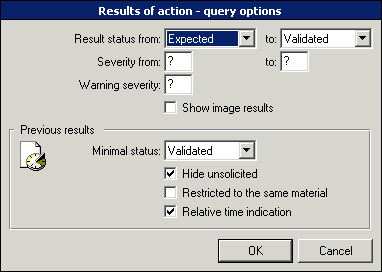 Results of action - query options
Result status from: Expected to: Validated
Severity from: ? to: ?
Warning severity: ?
Show image results
Previous results
Minimal status: Validated
Hide unsolicited
Restricted to the same material
Relative time indication
OK Cancel